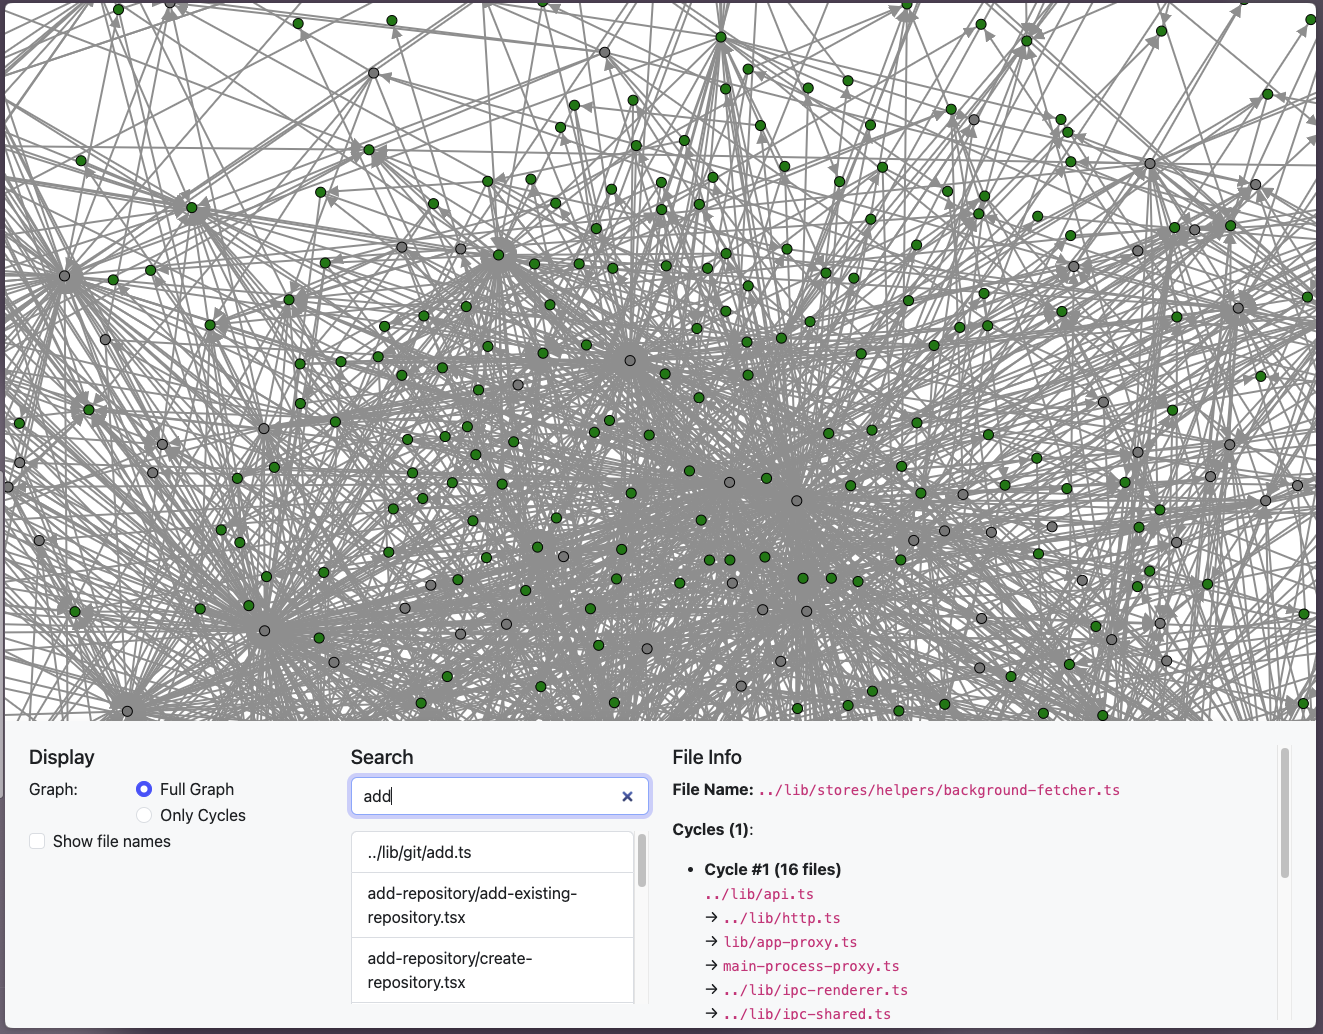 Display
Graph:
Full Graph
Only Cycles
Show file names
Search
add
../lib/git/add.ts
add-repository/add-existing-
repository.tsx
add-repository/create-
repository.tsx
File Info
File Name: ../lib/stores/helpers/background-fetcher.ts
Cycles (1):
• Cycle #1 (16 files)
../lib/api.ts
→ ../lib/http.ts
→ lib/app-proxy.ts
→ main-process-proxy.ts
→ ../lib/ipc-renderer.ts
→ ../lib/ipc-shared.ts